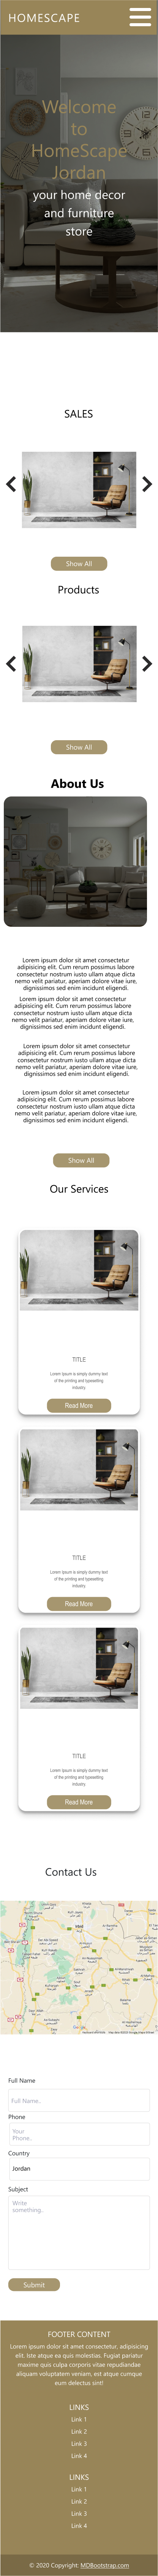 HOMESCAPE
Welcome
to
HomeScape
Jordan
your home decor
and furniture
store
SALES
Show All
Products
Show All
About Us
Lorem ipsum dolor sit amet consectetur
adipisicing elit. Cum rerum possimus labore
consectetur nostrum iusto ullam atque dicta
nemo velit pariatur, aperiam dolore vitae iure,
dignissimos sed enim incidunt eligendi.
Lorem ipsum dolor sit amet consectetur
adipisicing elit. Cum rerum possimus labore
consectetur nostrum iusto ullam atque dicta
nemo velit pariatur, aperiam dolore vitae iure,
dignissimos sed enim incidunt eligendi.
Lorem ipsum dolor sit amet consectetur
adipisicing elit. Cum rerum possimus labore
consectetur nostrum iusto ullam atque dicta
nemo velit pariatur, aperiam dolore vitae iure,
dignissimos sed enim incidunt eligendi.
Lorem ipsum dolor sit amet consectetur
adipisicing elit. Cum rerum possimus labore
consectetur nostrum iusto ullam atque dicta
nemo velit pariatur, aperiam dolore vitae iure,
dignissimos sed enim incidunt eligendi.
Show All
Our Services
TITLE
Lorem Ipsum is simply dummy text
of the printing and typesetting
industry.
Read More
TITLE
Lorem Ipsum is simply dummy text
of the printing and typesetting
industry.
Read More
TITLE
Lorem Ipsum is simply dummy text
of the printing and typesetting
industry.
Read More
Contact Us
Full Name
Full Name..
Phone
Your
Phone..
Country
Jordan
Subject
Write
something..
Submit
FOOTER CONTENT
Lorem ipsum dolor sit amet consectetur, adipisicing
elit. Iste atque ea quis molestias. Fugiat pariatur
maxime quis culpa corporis vitae repudiandae
aliquam voluptatem veniam, est atque cumque
eum delectus sint!
LINKS
Link 1
Link 2
Link 3
Link 4
LINKS
Link 1
Link 2
Link 3
Link 4
© 2020 Copyright: MDBootstrap.com